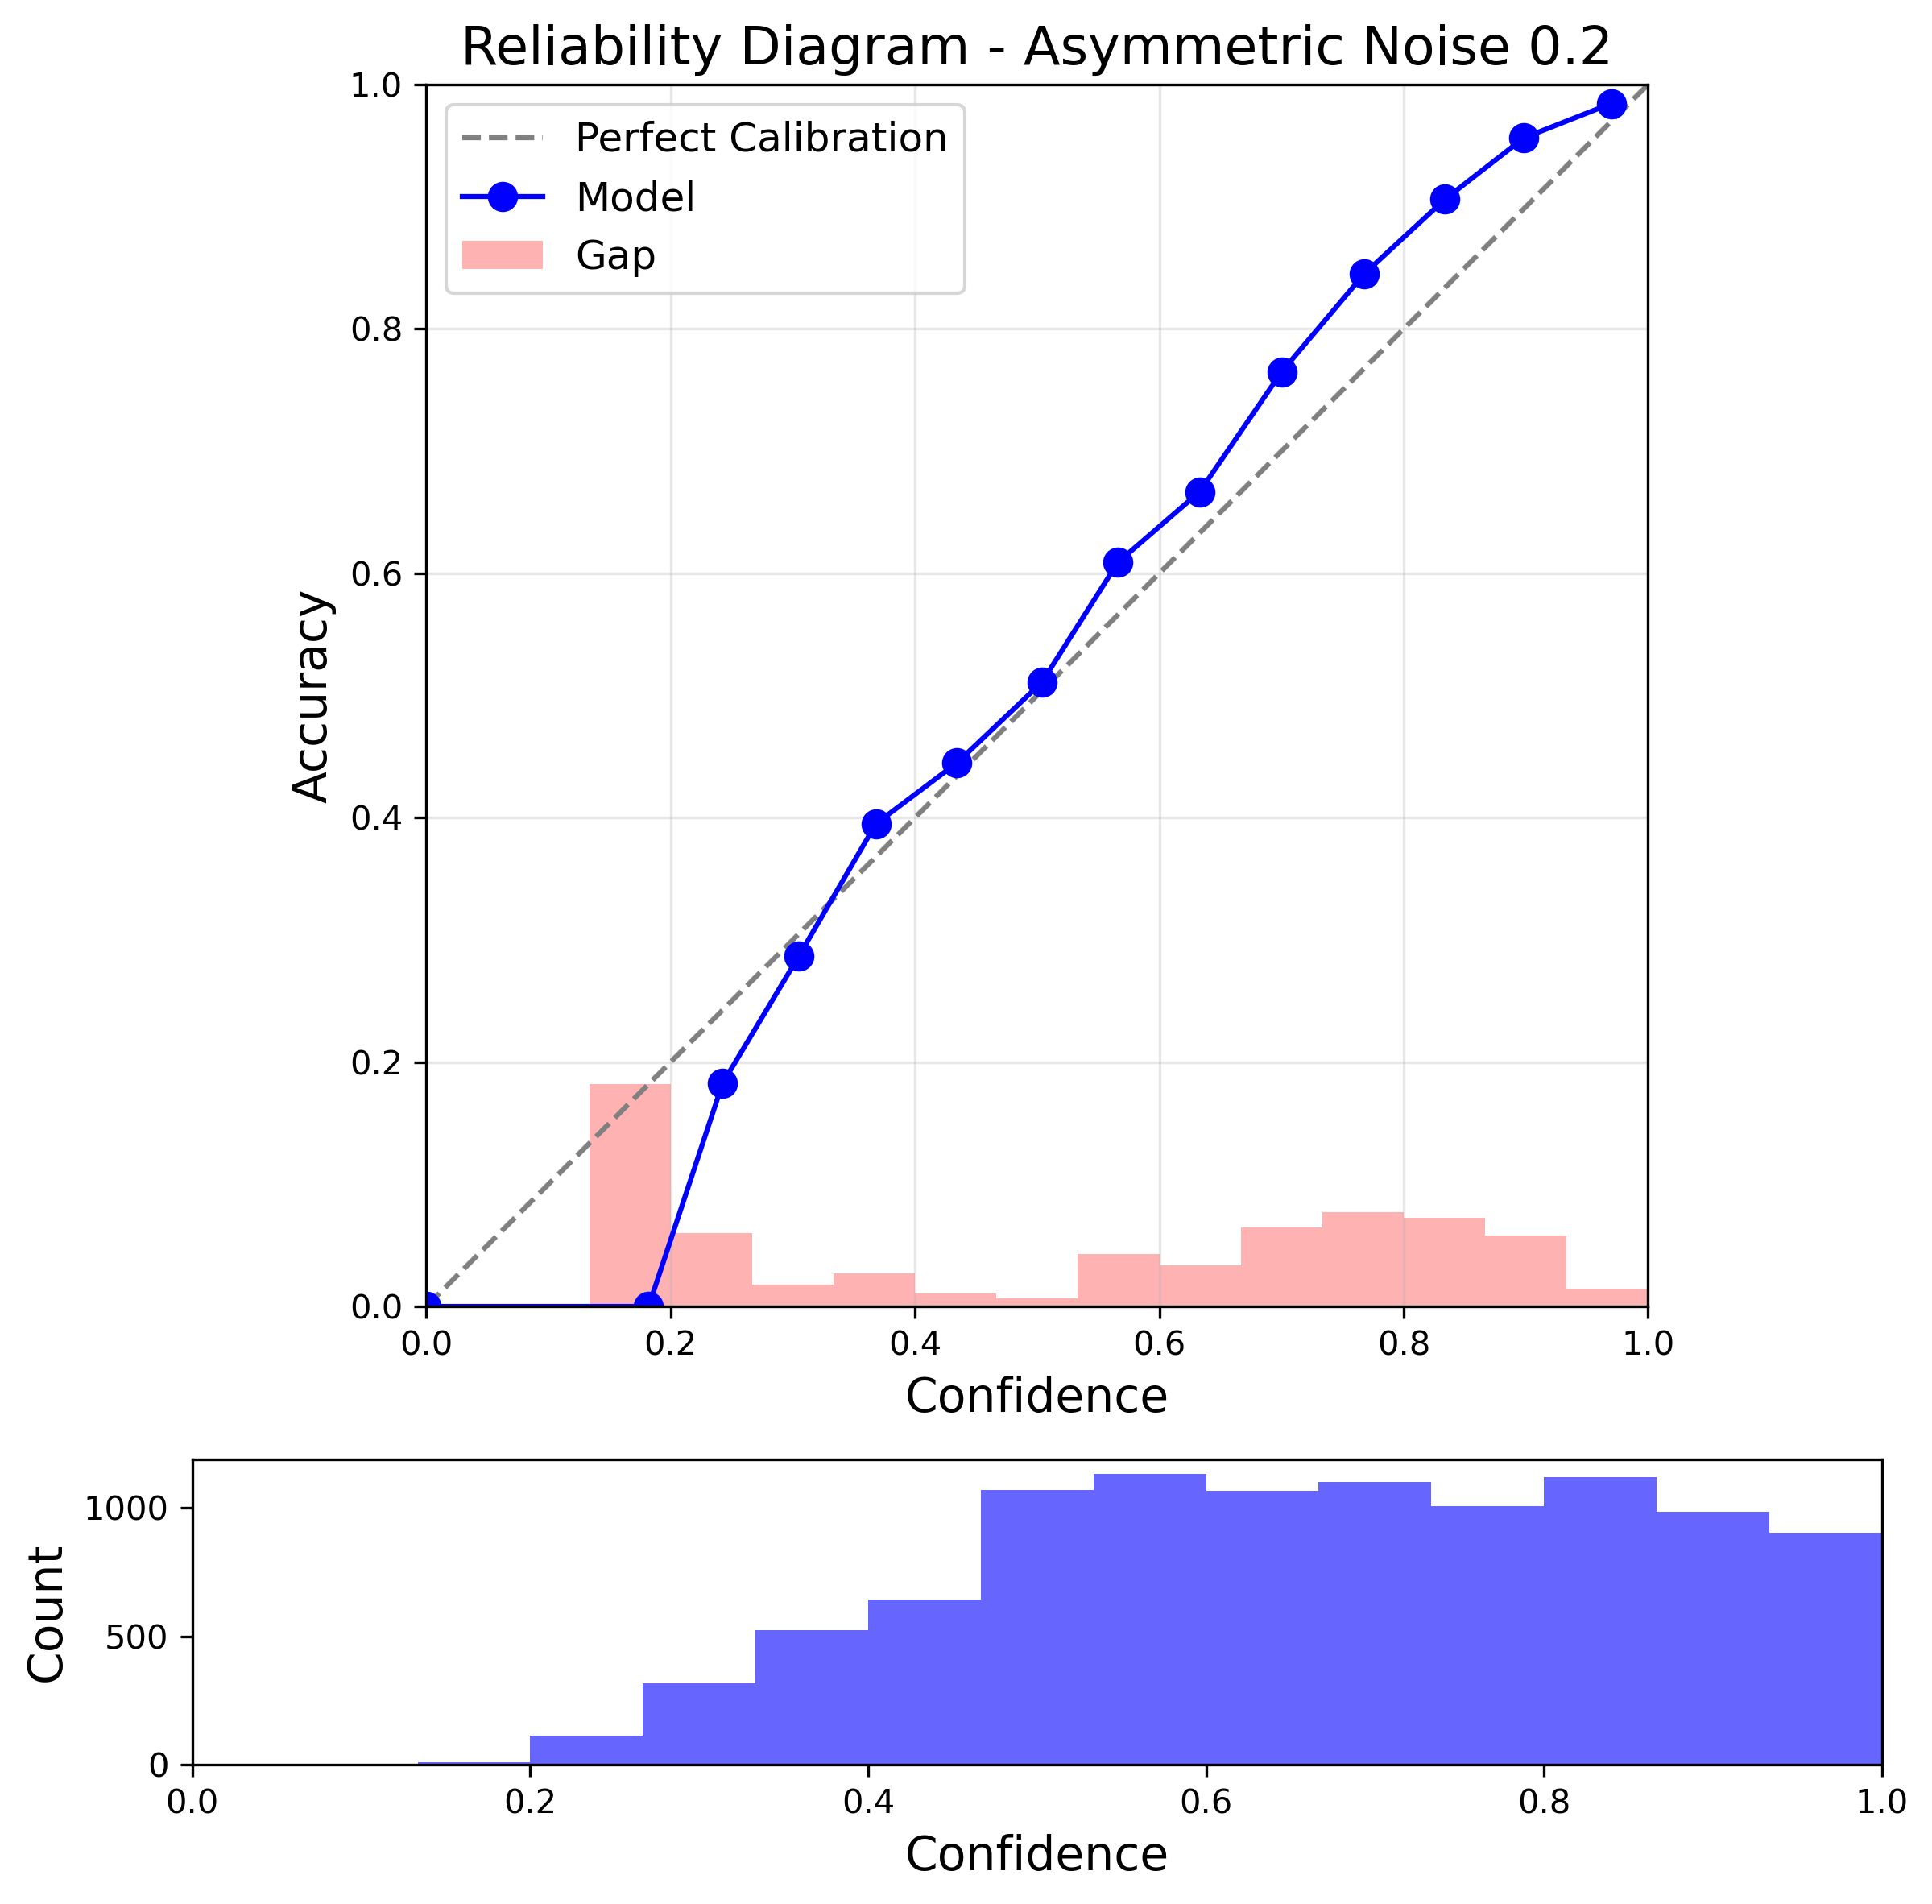 Reliability Diagram - Asymmetric Noise 0.2
Perfect Calibration
Model
Gap
Accuracy
1.0
0.8
0.6
0.4
0.2
0.0
0.0 0.2 0.4 0.6 0.8 1.0
Confidence
Count
1000
500
0
0.0 0.2 0.4 0.6 0.8 1.0
Confidence